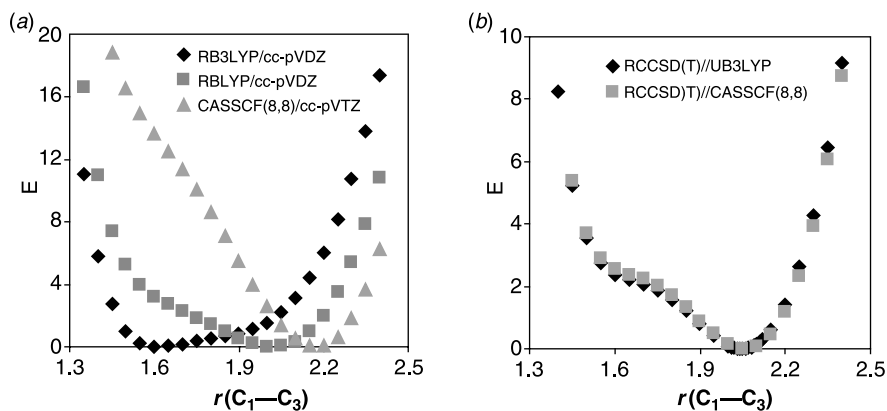 (a)
20
16
12
8
4
0
E
RB3LYP/cc-pVDZ
RBLYP/cc-pVDZ
CASSCF(8,8)/cc-pVTZ
1.3 1.6 1.9 2.2 2.5
r(C₁—C₃)
(b)
10
8
6
4
2
0
E
RCCSD(T)//UB3LYP
RCCSD)T)//CASSCF(8,8)
1.3 1.6 1.9 2.2 2.5
r(C₁—C₃)